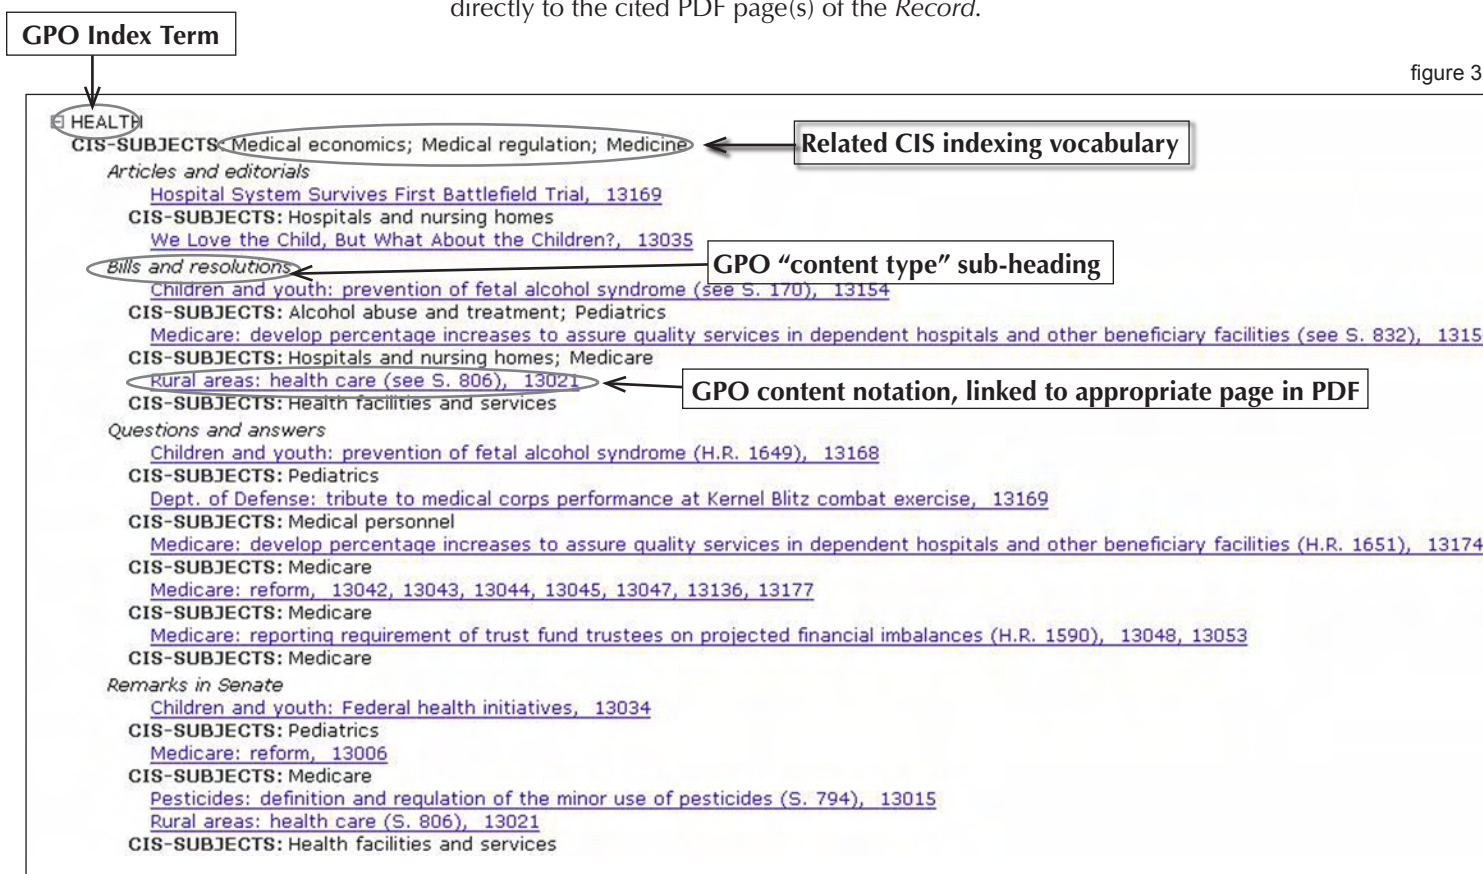 directly to the cited PDF page(s) of the Record.
GPO Index Term
figure 3
HEALTH
CIS-SUBJECTS: Medical economics; Medical regulation; Medicine
Related CIS indexing vocabulary
Articles and editorials
Hospital System Survives First Battlefield Trial, 13169
CIS-SUBJECTS: Hospitals and nursing homes
We Love the Child, But What About the Children?, 13035
Bills and resolutions
GPO “content type” sub-heading
Children and youth: prevention of fetal alcohol syndrome (see S. 170), 13154
CIS-SUBJECTS: Alcohol abuse and treatment; Pediatrics
Medicare: develop percentage increases to assure quality services in dependent hospitals and other beneficiary facilities (see S. 832), 1315
CIS-SUBJECTS: Hospitals and nursing homes; Medicare
Rural areas: health care (see S. 806), 13021
GPO content notation, linked to appropriate page in PDF
CIS-SUBJECTS: Health facilities and services
Questions and answers
Children and youth: prevention of fetal alcohol syndrome (H.R. 1649), 13168
CIS-SUBJECTS: Pediatrics
Dept. of Defense: tribute to medical corps performance at Kernel Blitz combat exercise, 13169
CIS-SUBJECTS: Medical personnel
Medicare: develop percentage increases to assure quality services in dependent hospitals and other beneficiary facilities (H.R. 1651), 13174
CIS-SUBJECTS: Medicare
Medicare: reform, 13042, 13043, 13044, 13045, 13047, 13136, 13177
CIS-SUBJECTS: Medicare
Medicare: reporting requirement of trust fund trustees on projected financial imbalances (H.R. 1590), 13048, 13053
CIS-SUBJECTS: Medicare
Remarks in Senate
Children and youth: Federal health initiatives, 13034
CIS-SUBJECTS: Pediatrics
Medicare: reform, 13006
CIS-SUBJECTS: Medicare
Pesticides: definition and regulation of the minor use of pesticides (S. 794), 13015
Rural areas: health care (S. 806), 13021
CIS-SUBJECTS: Health facilities and services